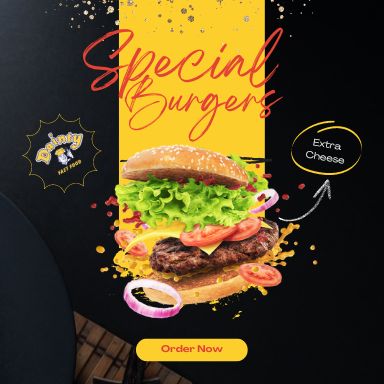 Special
Burgers
Dainty
FAST FOOD
Extra
Cheese
Order Now